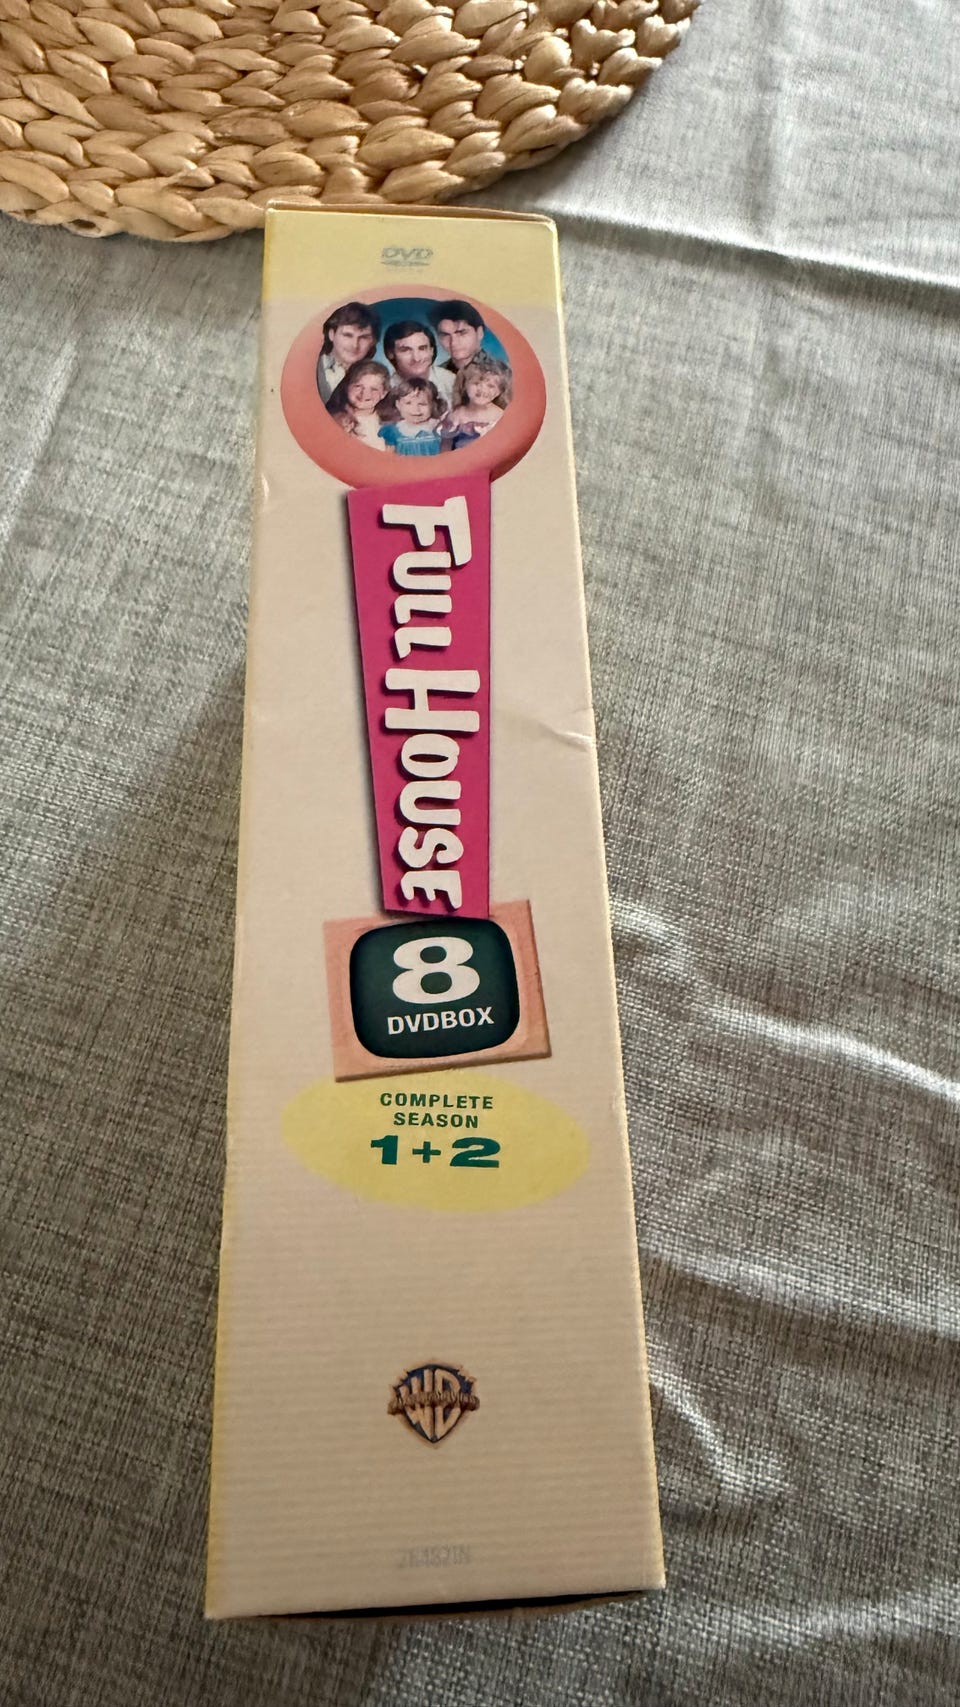 DVD
FULL HOUSE
8
DVDBOX
COMPLETE
SEASON
1+2